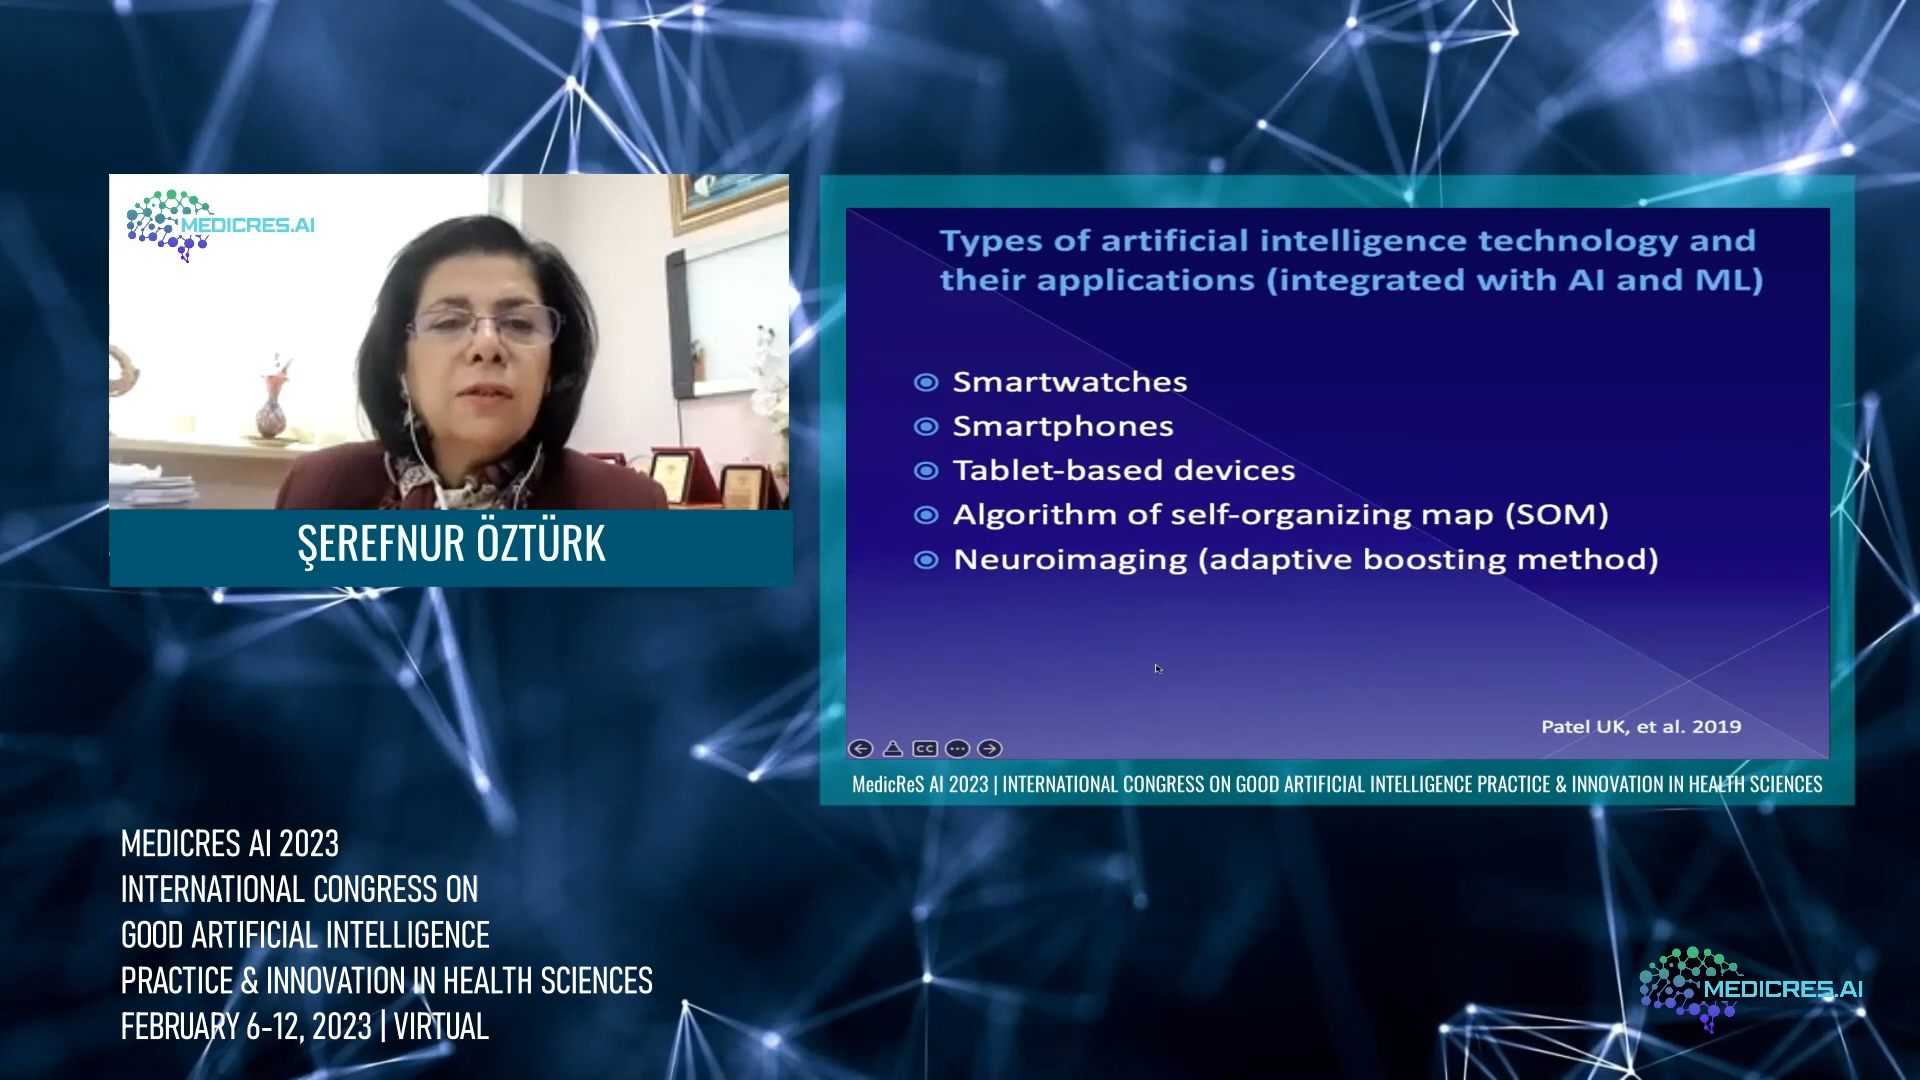 MEDICRES.AI
ŞEREFNUR ÖZTÜRK
Types of artificial intelligence technology and
their applications (integrated with AI and ML)
Smartwatches
Smartphones
Tablet-based devices
Algorithm of self-organizing map (SOM)
Neuroimaging (adaptive boosting method)
Patel UK, et al. 2019
CC
MedicReS AI 2023 | INTERNATIONAL CONGRESS ON GOOD ARTIFICIAL INTELLIGENCE PRACTICE & INNOVATION IN HEALTH SCIENCES
MEDICRES AI 2023
INTERNATIONAL CONGRESS ON
GOOD ARTIFICIAL INTELLIGENCE
PRACTICE & INNOVATION IN HEALTH SCIENCES
FEBRUARY 6-12, 2023 | VIRTUAL
MEDICRES.AI